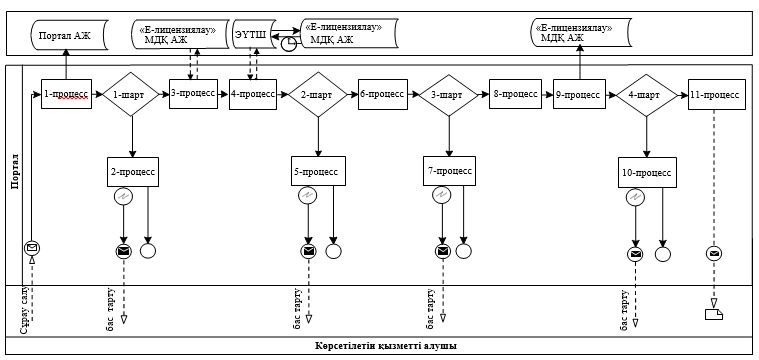 Портал АЖ
«Е-лицензиялау»
МДҚ АЖ
ЭҮТШ
«Е-лицензиялау»
МДҚ АЖ
«Е-лицензиялау»
МДҚ АЖ
Портал
1-процесс
1-шарт
3-процесс
4-процесс
2-шарт
6-процесс
3-шарт
8-процесс
9-процесс
4-шарт
11-процесс
2-процесс
5-процесс
7-процесс
10-процесс
Сұрау салу
бас тарту
бас тарту
бас тарту
бас тарту
Көрсетілетін қызметті алушы